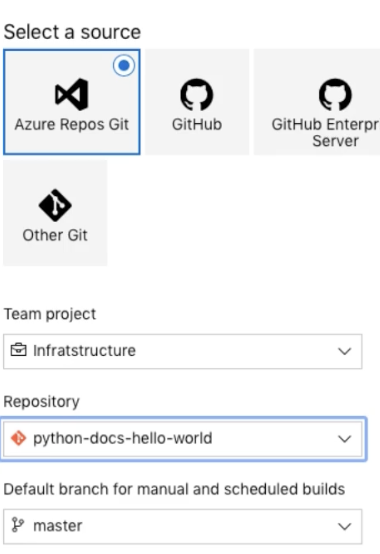 Select a source
Azure Repos Git
GitHub
GitHub Enterpr
Server
Other Git
Team project
Infratstructure
Repository
python-docs-hello-world
Default branch for manual and scheduled builds
master